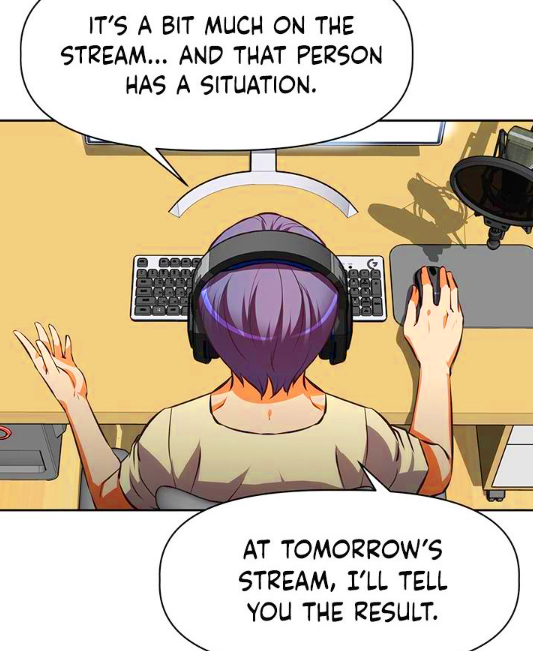 IT'S A BIT MUCH ON THE
STREAM... AND THAT PERSON
HAS A SITUATION.
AT TOMORROW'S
STREAM, I'LL TELL
YOU THE RESULT.